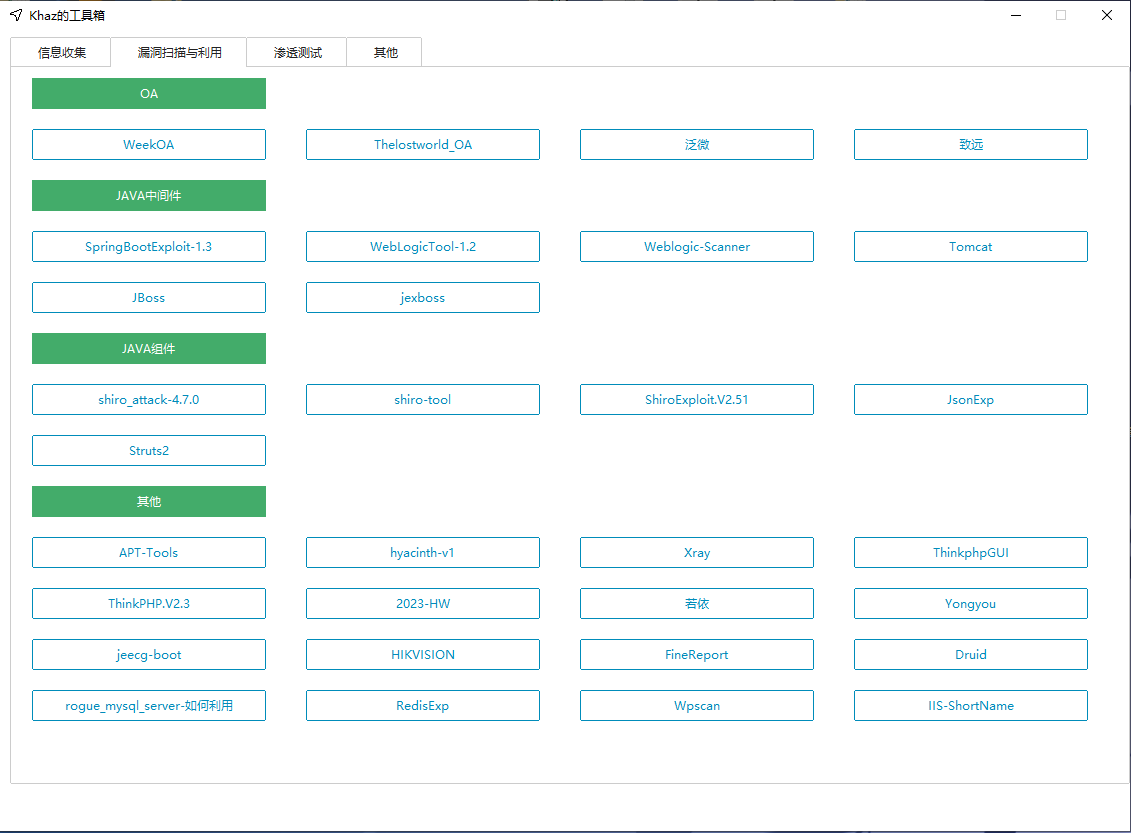 Khaz的工具箱
信息收集 漏洞扫描与利用 渗透测试 其他
OA
WeekOA Thelostworld_OA 泛微 致远
JAVA中间件
SpringBootExploit-1.3 WebLogicTool-1.2 Weblogic-Scanner Tomcat
JBoss jexboss
JAVA组件
shiro_attack-4.7.0 shiro-tool ShiroExploit.V2.51 JsonExp
Struts2
其他
APT-Tools hyacinth-v1 Xray ThinkphpGUI
ThinkPHP.V2.3 2023-HW 若依 Yongyou
jeecg-boot HIKVISION FineReport Druid
rogue_mysql_server-如何利用 RedisExp Wpscan IIS-ShortName